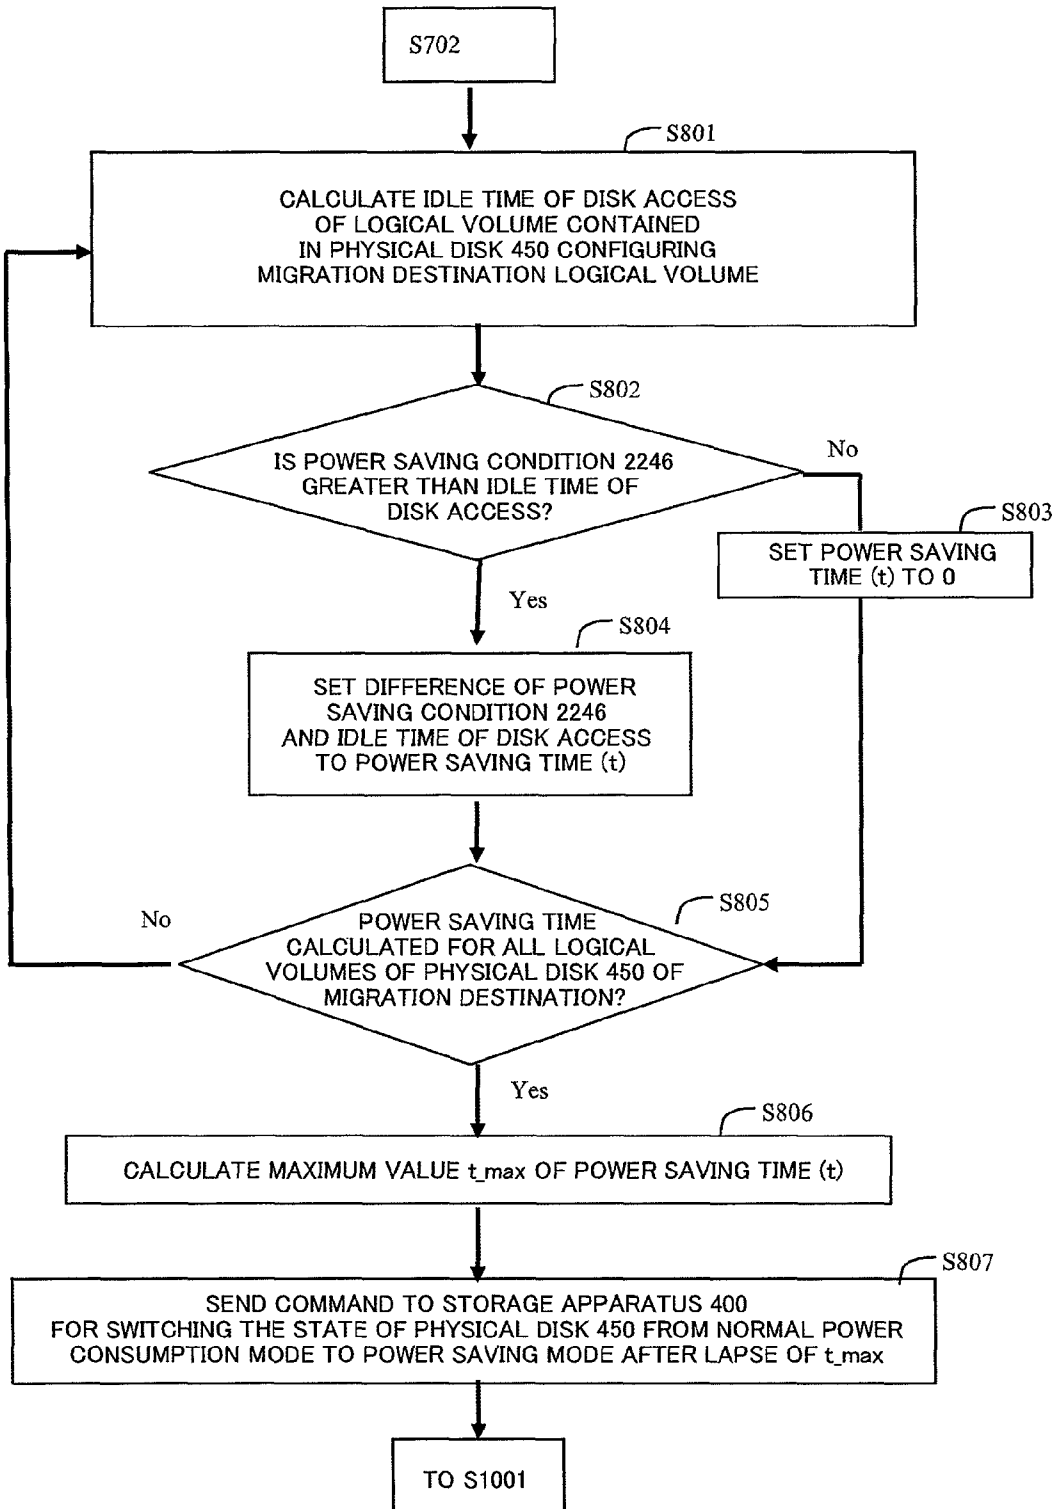 S702
S801
CALCULATE IDLE TIME OF DISK ACCESS
OF LOGICAL VOLUME CONTAINED
IN PHYSICAL DISK 450 CONFIGURING
MIGRATION DESTINATION LOGICAL VOLUME
S802
IS POWER SAVING CONDITION 2246
GREATER THAN IDLE TIME OF
DISK ACCESS?
No
S803
SET POWER SAVING
TIME (t) TO 0
Yes
S804
SET DIFFERENCE OF POWER
SAVING CONDITION 2246
AND IDLE TIME OF DISK ACCESS
TO POWER SAVING TIME (t)
No
S805
POWER SAVING TIME
CALCULATED FOR ALL LOGICAL
VOLUMES OF PHYSICAL DISK 450 OF
MIGRATION DESTINATION?
Yes
S806
CALCULATE MAXIMUM VALUE t_max OF POWER SAVING TIME (t)
S807
SEND COMMAND TO STORAGE APPARATUS 400
FOR SWITCHING THE STATE OF PHYSICAL DISK 450 FROM NORMAL POWER
CONSUMPTION MODE TO POWER SAVING MODE AFTER LAPSE OF t_max
TO S1001